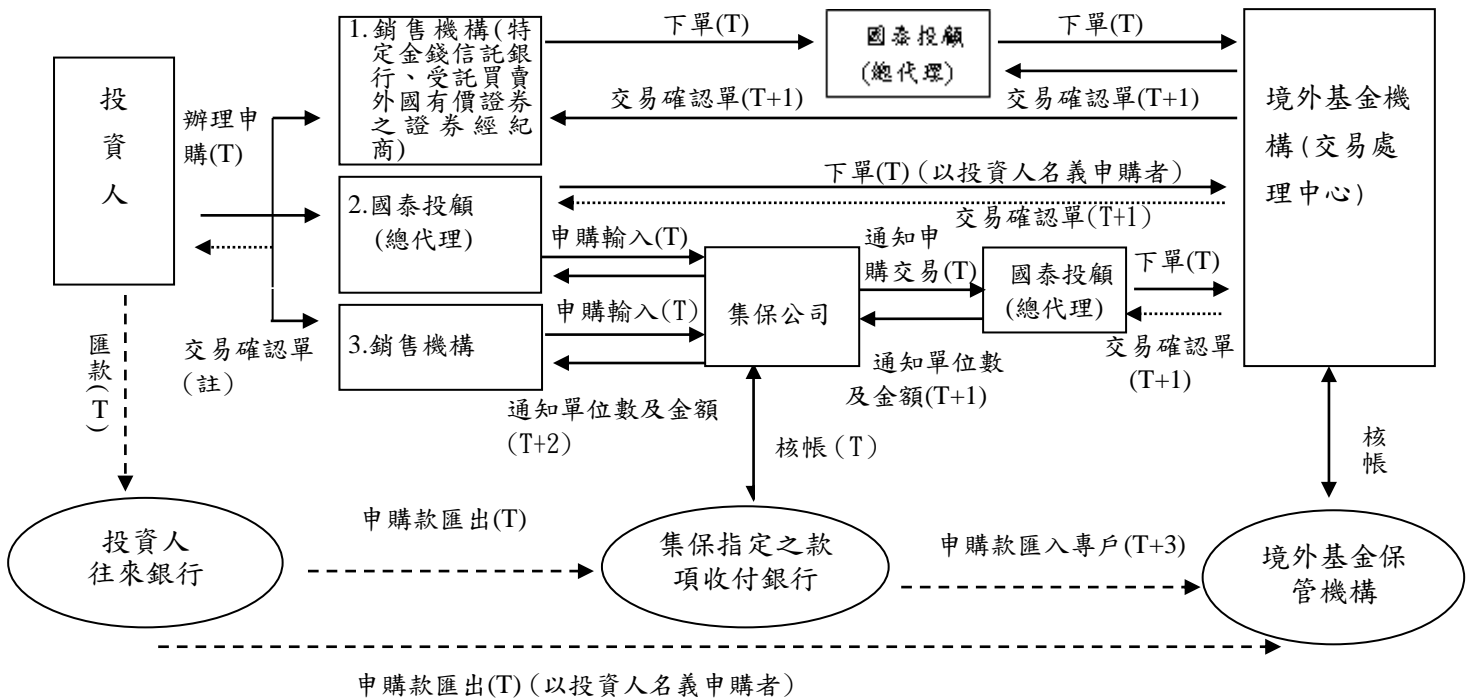 投
資
人
辦理申
購(T)
1.銷售機構(特
定金錢信託銀
行、受託買賣
外國有價證券
之證券經紀
商)
下單(T)
國泰投顧
(總代理)
下單(T)
交易確認單(T+1)
交易確認單(T+1)
境外基金機
構(交易處
理中心)
下單(T)(以投資人名義申購者)
交易確認單(T+1)
2.國泰投顧
(總代理)
申購輸入(T)
通知申
購交易(T)
集保公司
國泰投顧
(總代理)
下單(T)
3.銷售機構
申購輸入(T)
交易確認單
(註)
匯款(T)
通知單位數及金額
(T+2)
通知單位數
及金額(T+1)
交易確認單
(T+1)
核帳(T)
核
帳
投資人
往來銀行
申購款匯出(T)
集保指定之款
項收付銀行
申購款匯入專戶(T+3)
境外基金保
管機構
申購款匯出(T)(以投資人名義申購者)